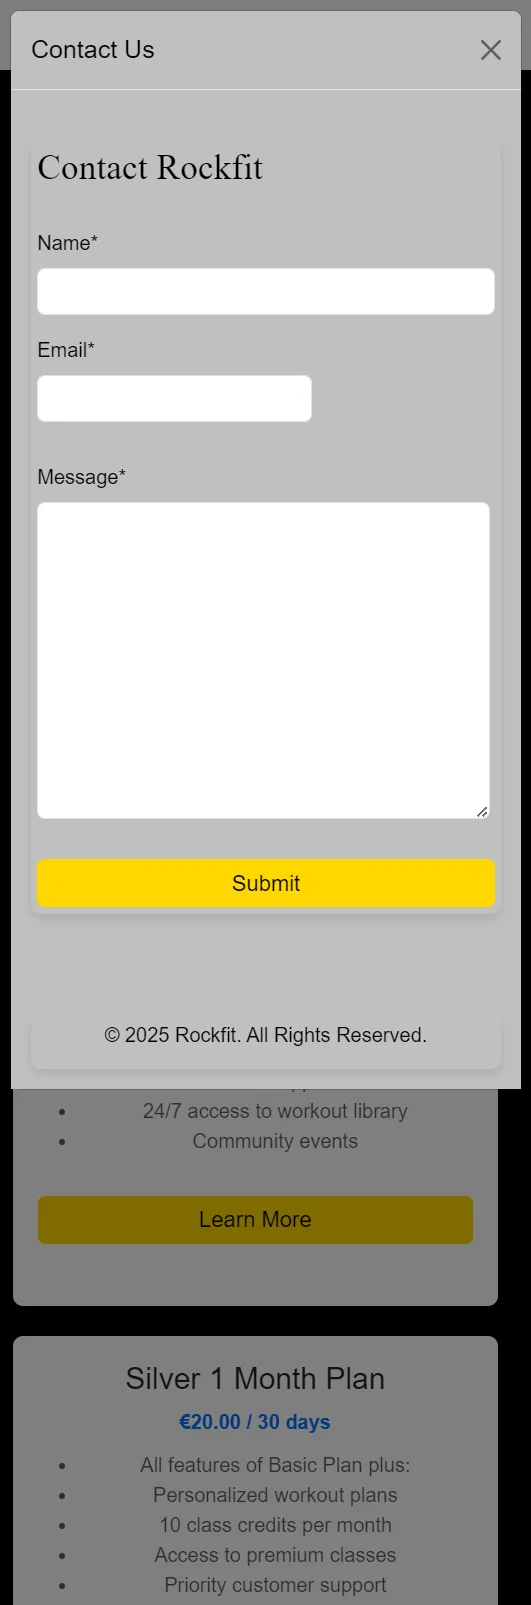 Contact Us
Contact Rockfit
Name*
Email*
Message*
Submit
© 2025 Rockfit. All Rights Reserved.
24/7 access to workout library
Community events
Learn More
Silver 1 Month Plan
€20.00 / 30 days
All features of Basic Plan plus:
Personalized workout plans
10 class credits per month
Access to premium classes
Priority customer support